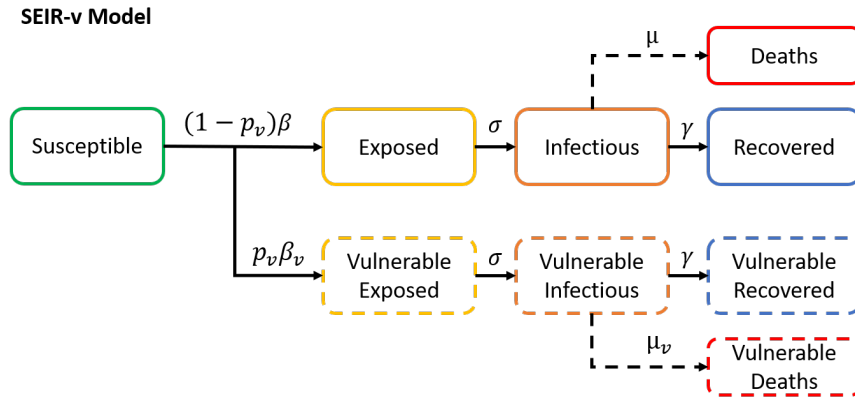 SEIR-v Model
μ
Deaths
(1 − p_v)β
σ
γ
Susceptible
Exposed
Infectious
Recovered
p_vβ_v
σ
γ
Vulnerable
Exposed
Vulnerable
Infectious
Vulnerable
Recovered
μ_v
Vulnerable
Deaths